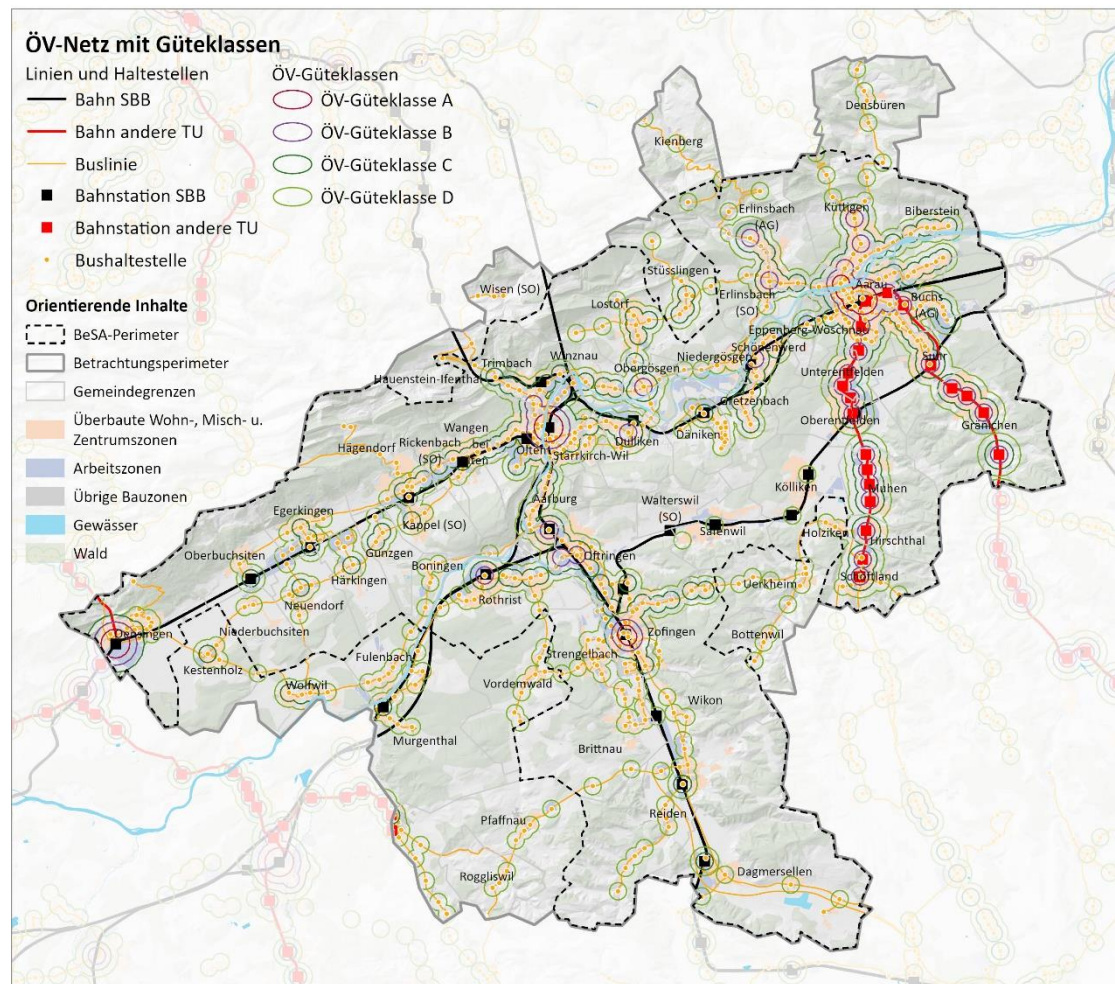 ÖV-Netz mit Güteklassen
Linien und Haltestellen
Bahn SBB
Bahn andere TU
Buslinie
Bahnstation SBB
Bahnstation andere TU
Bushaltestelle
ÖV-Güteklassen
ÖV-Güteklasse A
ÖV-Güteklasse B
ÖV-Güteklasse C
ÖV-Güteklasse D
Orientierende Inhalte
BeSA-Perimeter
Betrachtungsperimeter
Gemeindegrenzen
Überbaute Wohn-, Misch- u.
Zentrumszonen
Arbeitszonen
Übrige Bauzonen
Gewässer
Wald
Densbüren
Kienberg
Erlinsbach
(AG)
Küttigen
Biberstein
Wisen (SO)
Stüsslingen
Lostorf
Erlinsbach
(SO)
Aarau
Buchs
(AG)
Eppenberg-Wöschnau
Schönenwerd
Suhr
Trimbach
Winznau
Niedergösgen
Obergösgen
Hauenstein-Ifenthal
Unterentfelden
Gretzenbach
Oberentfelden
Gränichen
Wangen
bei
Olten
Rickenbach
(SO)
Hägendorf
Olten
Dulliken
Däniken
Starrkirch-Wil
Kölliken
Muhen
Aarburg
Walterswil
(SO)
Safenwil
Egerkingen
Kappel (SO)
Gunzgen
Holziken
Hirschthal
Oberbuchsiten
Härkingen
Boningen
Oftringen
Schöftland
Rothrist
Uerkheim
Neuendorf
Oensingen
Niederbuchsiten
Zofingen
Bottenwil
Kestenholz
Fulenbach
Strengelbach
Wolfwil
Vordemwald
Wikon
Murgenthal
Brittnau
Pfaffnau
Reiden
Roggliswil
Dagmersellen